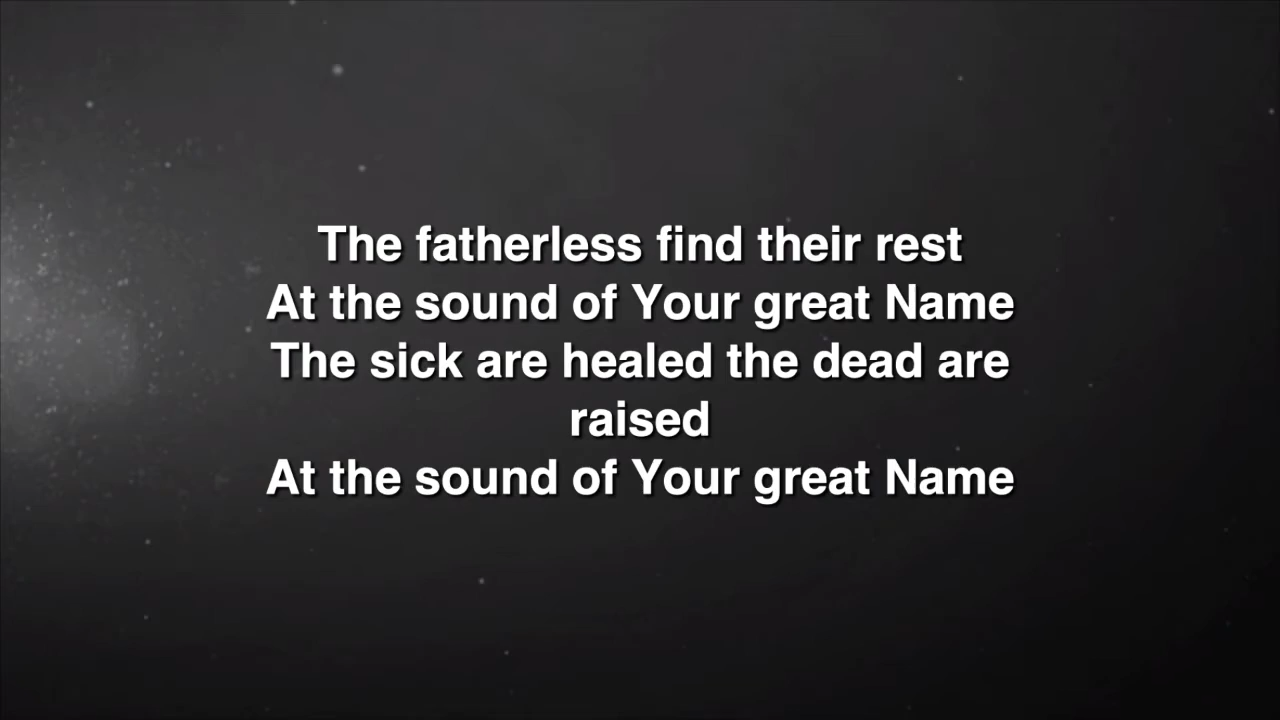 The fatherless find their rest
At the sound of Your great Name
The sick are healed the dead are
raised
At the sound of Your great Name